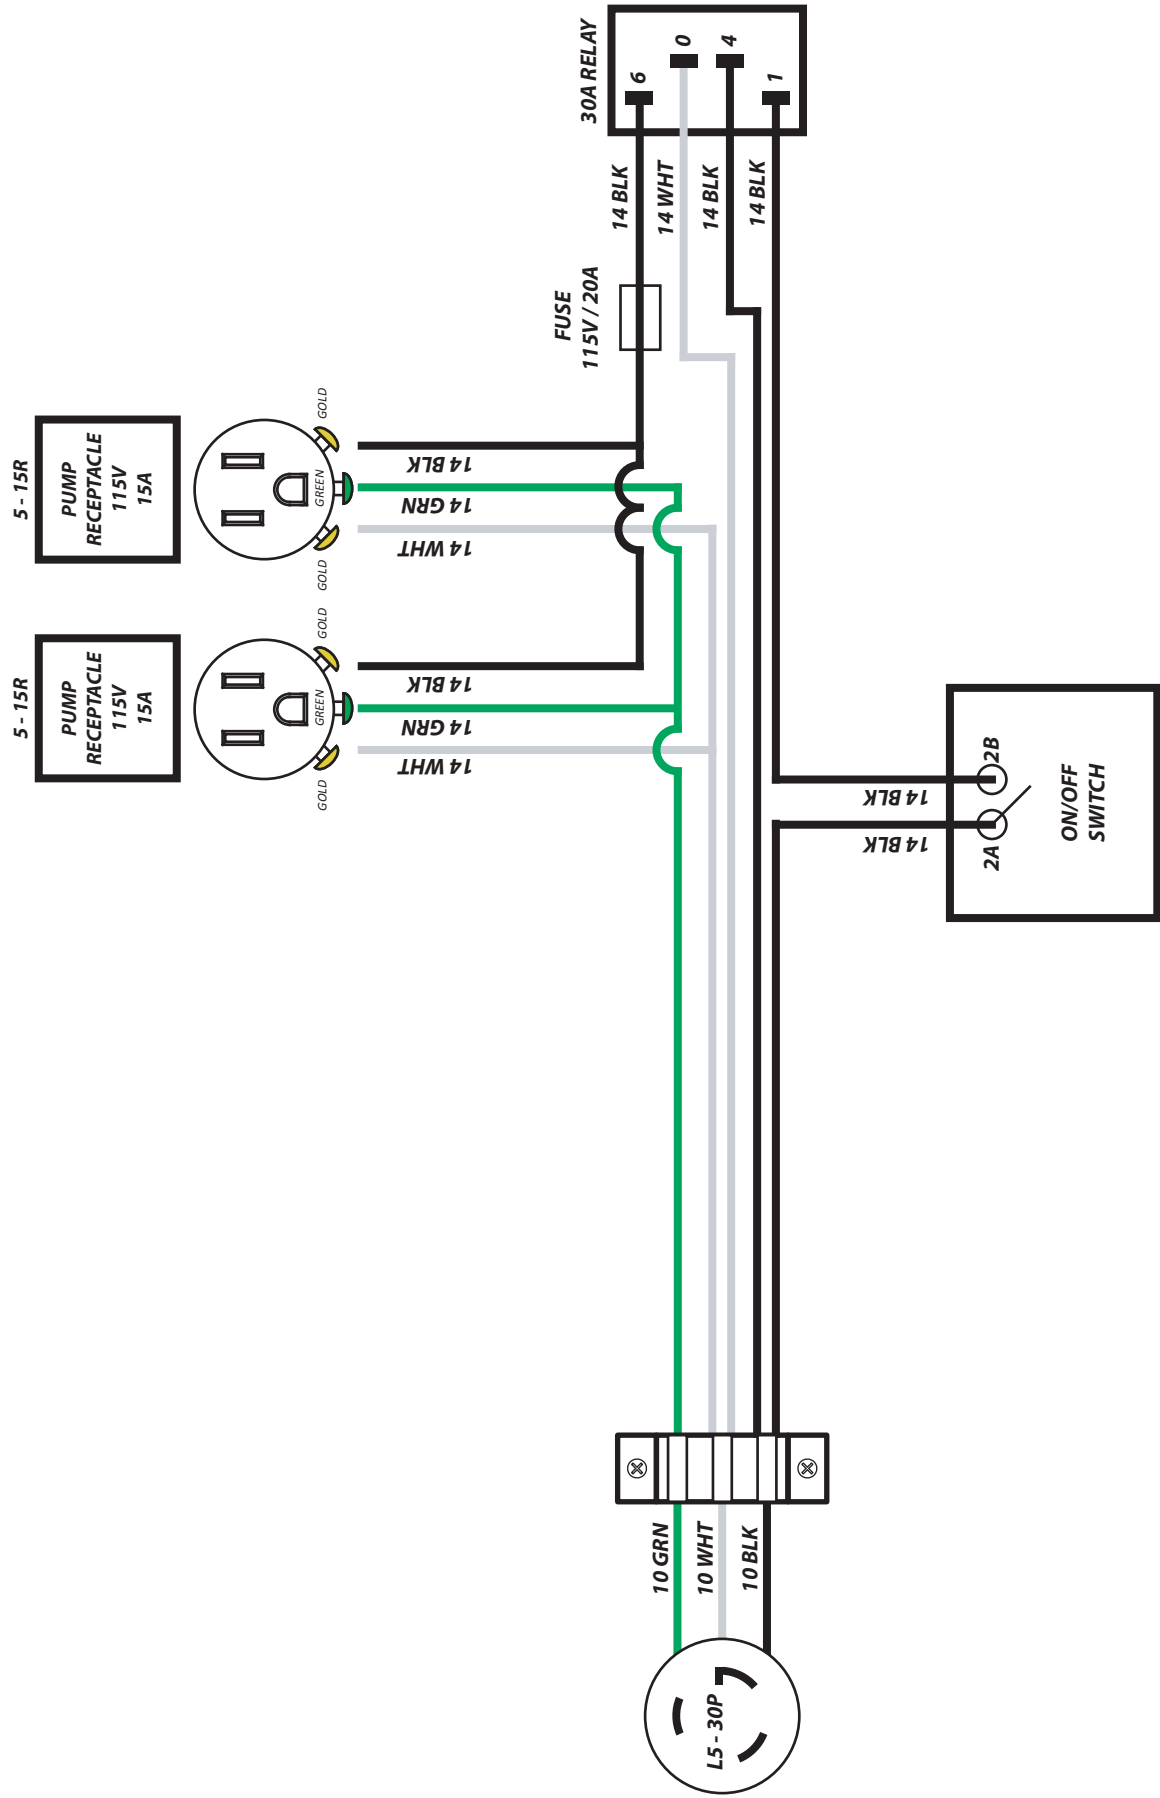 5 - 15R
PUMP
RECEPTACLE
115V
15A
GOLD
GREEN
GOLD
14 BLK
14 GRN
14 WHT
5 - 15R
PUMP
RECEPTACLE
115V
15A
GOLD
GREEN
GOLD
14 BLK
14 GRN
14 WHT
FUSE
115V / 20A
30A RELAY
6
0
4
1
14 BLK
14 WHT
14 BLK
14 BLK
14 BLK
14 BLK
2A
2B
ON/OFF
SWITCH
10 GRN
10 WHT
10 BLK
L5 - 30P